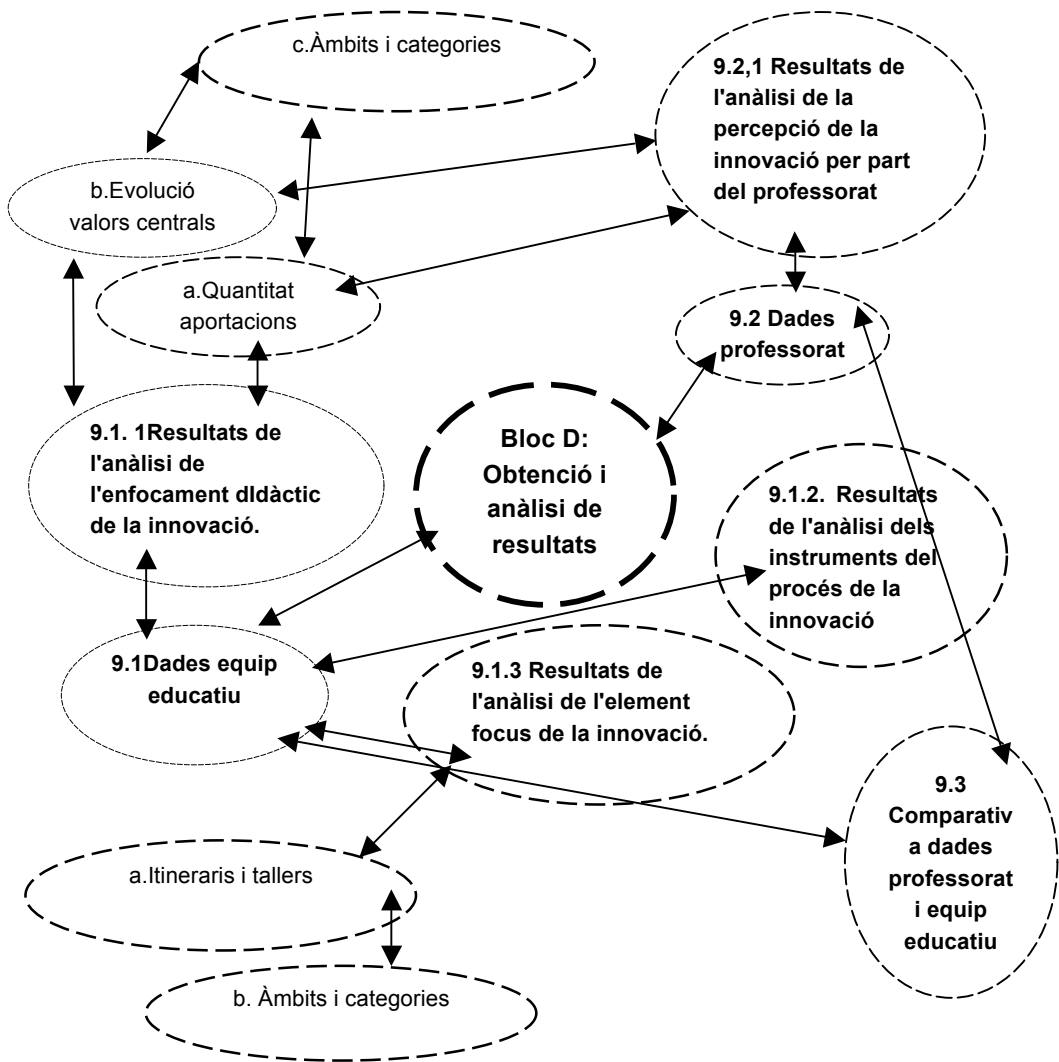 c.Àmbits i categories
9.2,1 Resultats de
l'anàlisi de la
percepció de la
innovació per part
del professorat
b.Evolució
valors centrals
a.Quantitat
aportacions
9.2 Dades
professorat
9.1. 1Resultats de
l'anàlisi de
l'enfocament dIdàctic
de la innovació.
Bloc D:
Obtenció i
anàlisi de
resultats
9.1.2. Resultats
de l'anàlisi dels
instruments del
procés de la
innovació
9.1Dades equip
educatiu
9.1.3 Resultats de
l'anàlisi de l'element
focus de la innovació.
9.3
Comparativ
a dades
professorat
i equip
educatiu
a.Itineraris i tallers
b. Àmbits i categories